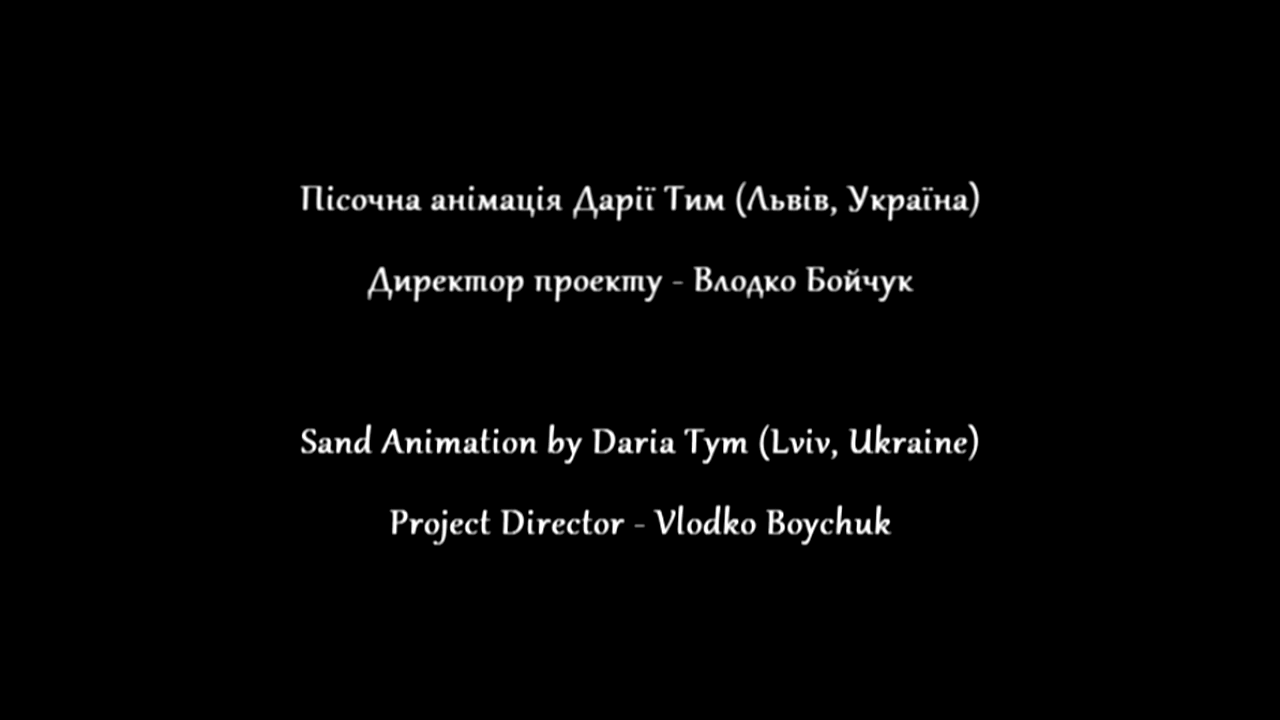 Пісочна анімація Дарії Тим (Львів, Україна)
Директор проекту - Влодко Бойчук
Sand Animation by Daria Tym (Lviv, Ukraine)
Project Director - Vlodko Boychuk